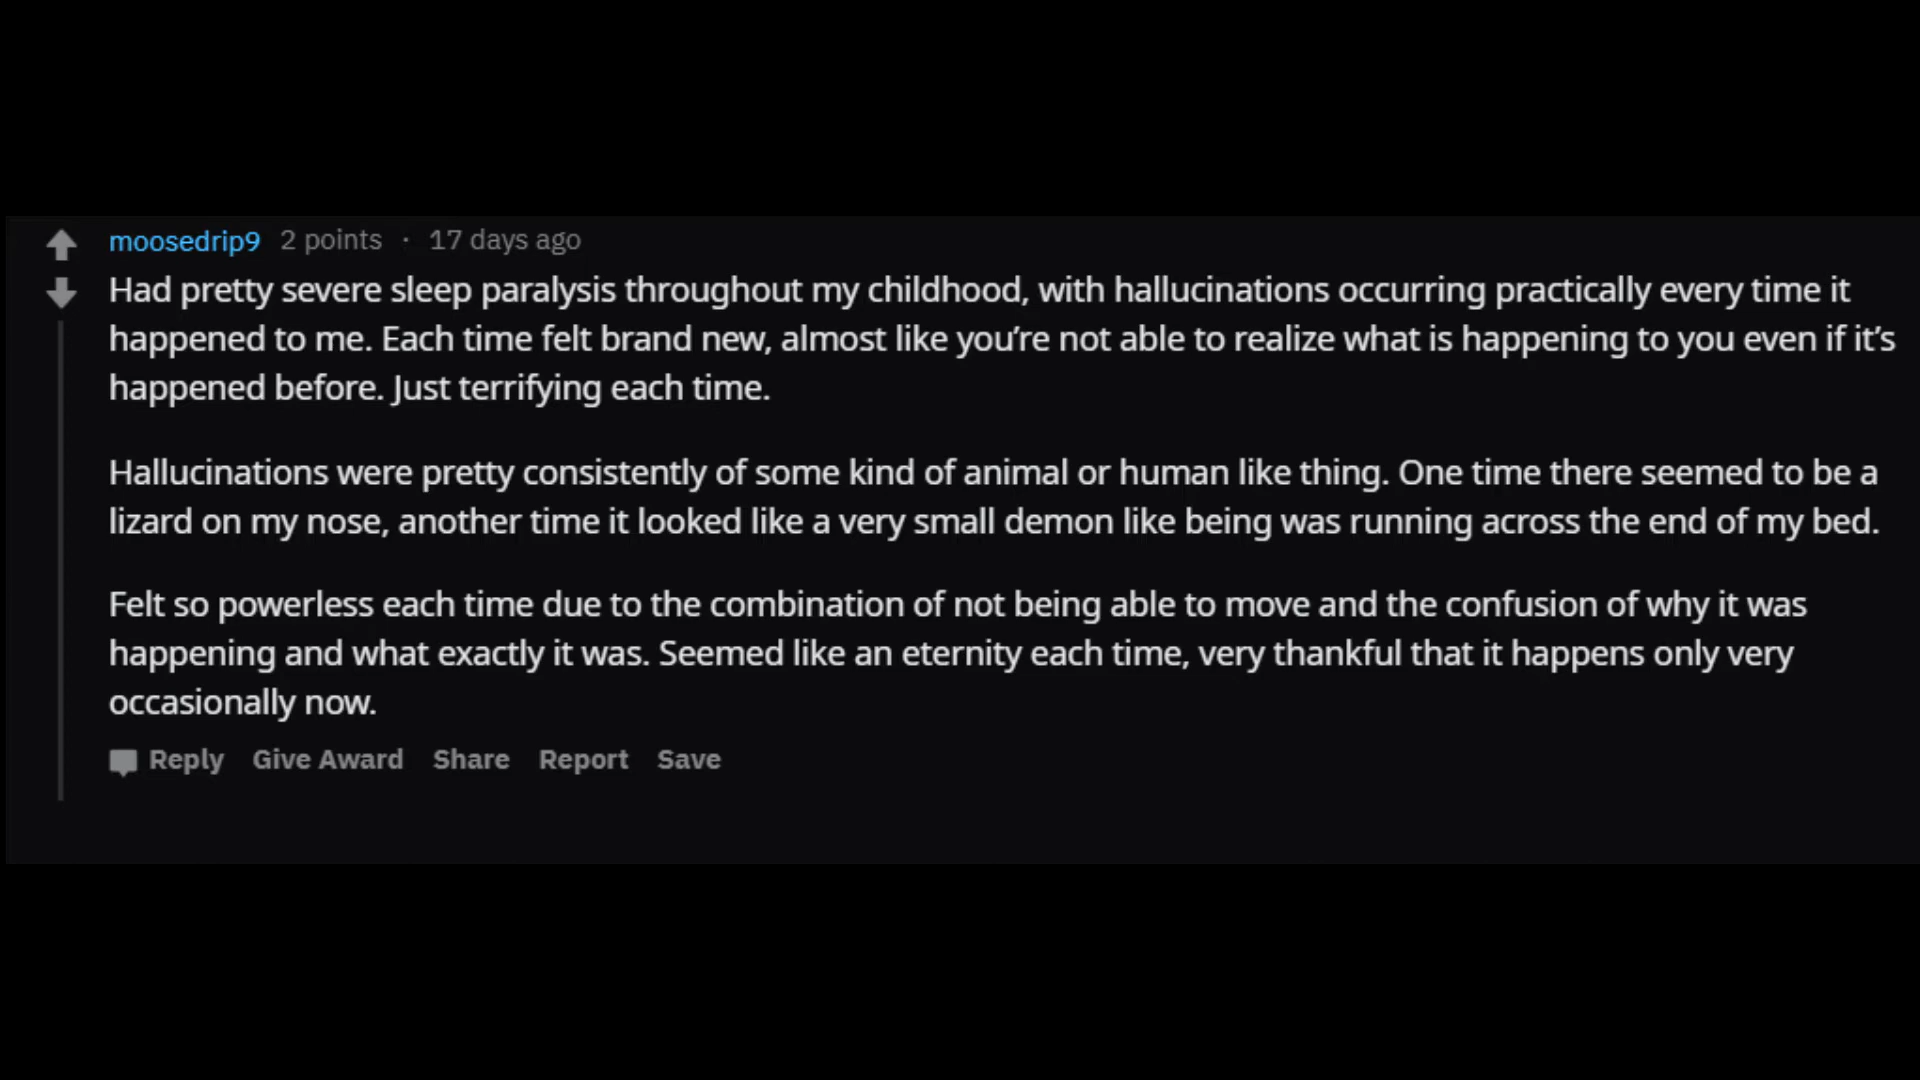 moosedrip9 2 points · 17 days ago
Had pretty severe sleep paralysis throughout my childhood, with hallucinations occurring practically every time it
happened to me. Each time felt brand new, almost like you’re not able to realize what is happening to you even if it’s
happened before. Just terrifying each time.
Hallucinations were pretty consistently of some kind of animal or human like thing. One time there seemed to be a
lizard on my nose, another time it looked like a very small demon like being was running across the end of my bed.
Felt so powerless each time due to the combination of not being able to move and the confusion of why it was
happening and what exactly it was. Seemed like an eternity each time, very thankful that it happens only very
occasionally now.
Reply Give Award Share Report Save